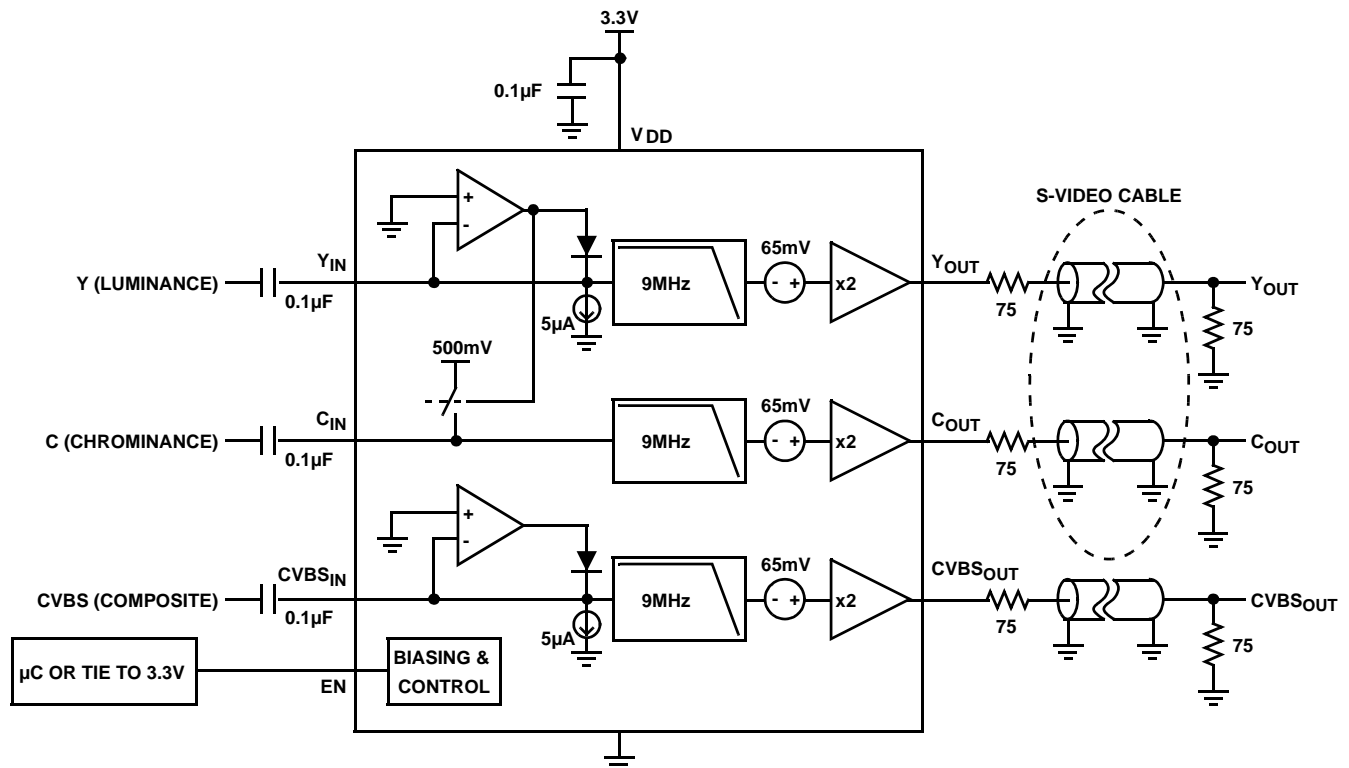 3.3V
0.1µF
VDD
S-VIDEO CABLE
+
-
YIN
65mV
YOUT
Y (LUMINANCE)
0.1µF
9MHz
- +
x2
75
YOUT
5µA
75
500mV
CIN
65mV
COUT
C (CHROMINANCE)
0.1µF
9MHz
- +
x2
75
COUT
75
+
-
CVBSIN
65mV
CVBSOUT
CVBS (COMPOSITE)
0.1µF
9MHz
- +
x2
75
CVBSOUT
5µA
75
µC OR TIE TO 3.3V
EN
BIASING &
CONTROL